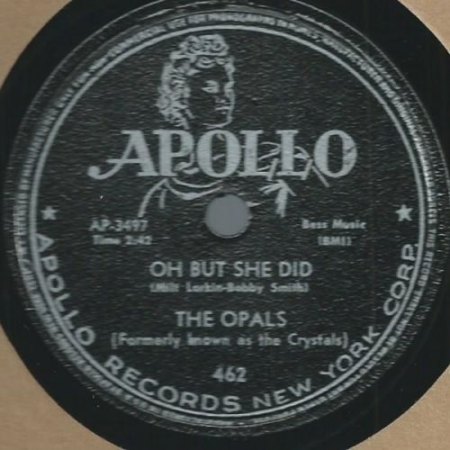 APOLLO
AP-3497
Time 2:42
Bess Music
(BMI)
OH BUT SHE DID
(Milt Larkin-Bobby Smith)
THE OPALS
(Formerly known as the Crystals)
462
★ APOLLO RECORDS NEW YORK CORP. ★